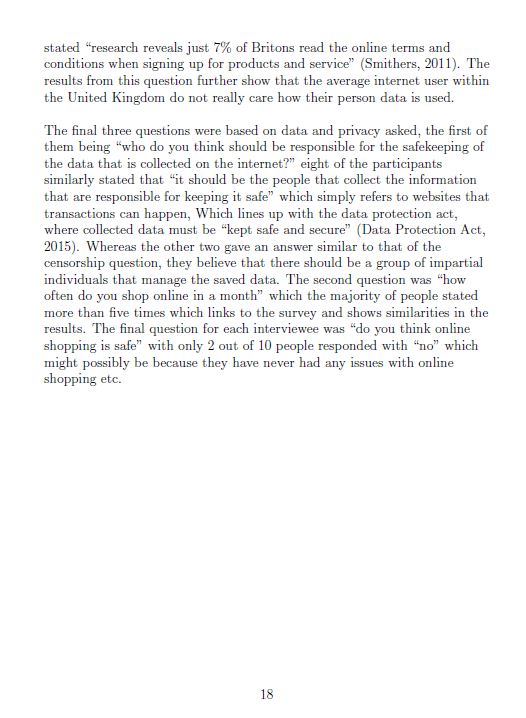 stated “research reveals just 7% of Britons read the online terms and
conditions when signing up for products and service” (Smithers, 2011). The
results from this question further show that the average internet user within
the United Kingdom do not really care how their person data is used.
The final three questions were based on data and privacy asked, the first of
them being “who do you think should be responsible for the safekeeping of
the data that is collected on the internet?” eight of the participants
similarly stated that “it should be the people that collect the information
that are responsible for keeping it safe” which simply refers to websites that
transactions can happen, Which lines up with the data protection act,
where collected data must be “kept safe and secure” (Data Protection Act,
2015). Whereas the other two gave an answer similar to that of the
censorship question, they believe that there should be a group of impartial
individuals that manage the saved data. The second question was “how
often do you shop online in a month” which the majority of people stated
more than five times which links to the survey and shows similarities in the
results. The final question for each interviewee was “do you think online
shopping is safe” with only 2 out of 10 people responded with “no” which
might possibly be because they have never had any issues with online
shopping etc.
18